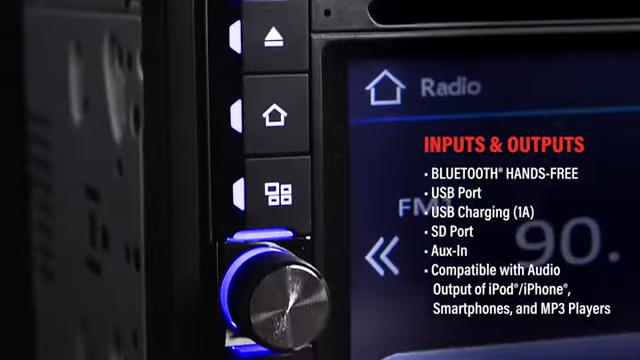 Radio
INPUTS & OUTPUTS
• BLUETOOTH® HANDS-FREE
• USB Port
FM1
• USB Charging (1A)
• SD Port
90.
• Aux-In
• Compatible with Audio
Output of iPod®/iPhone®,
Smartphones, and MP3 Players